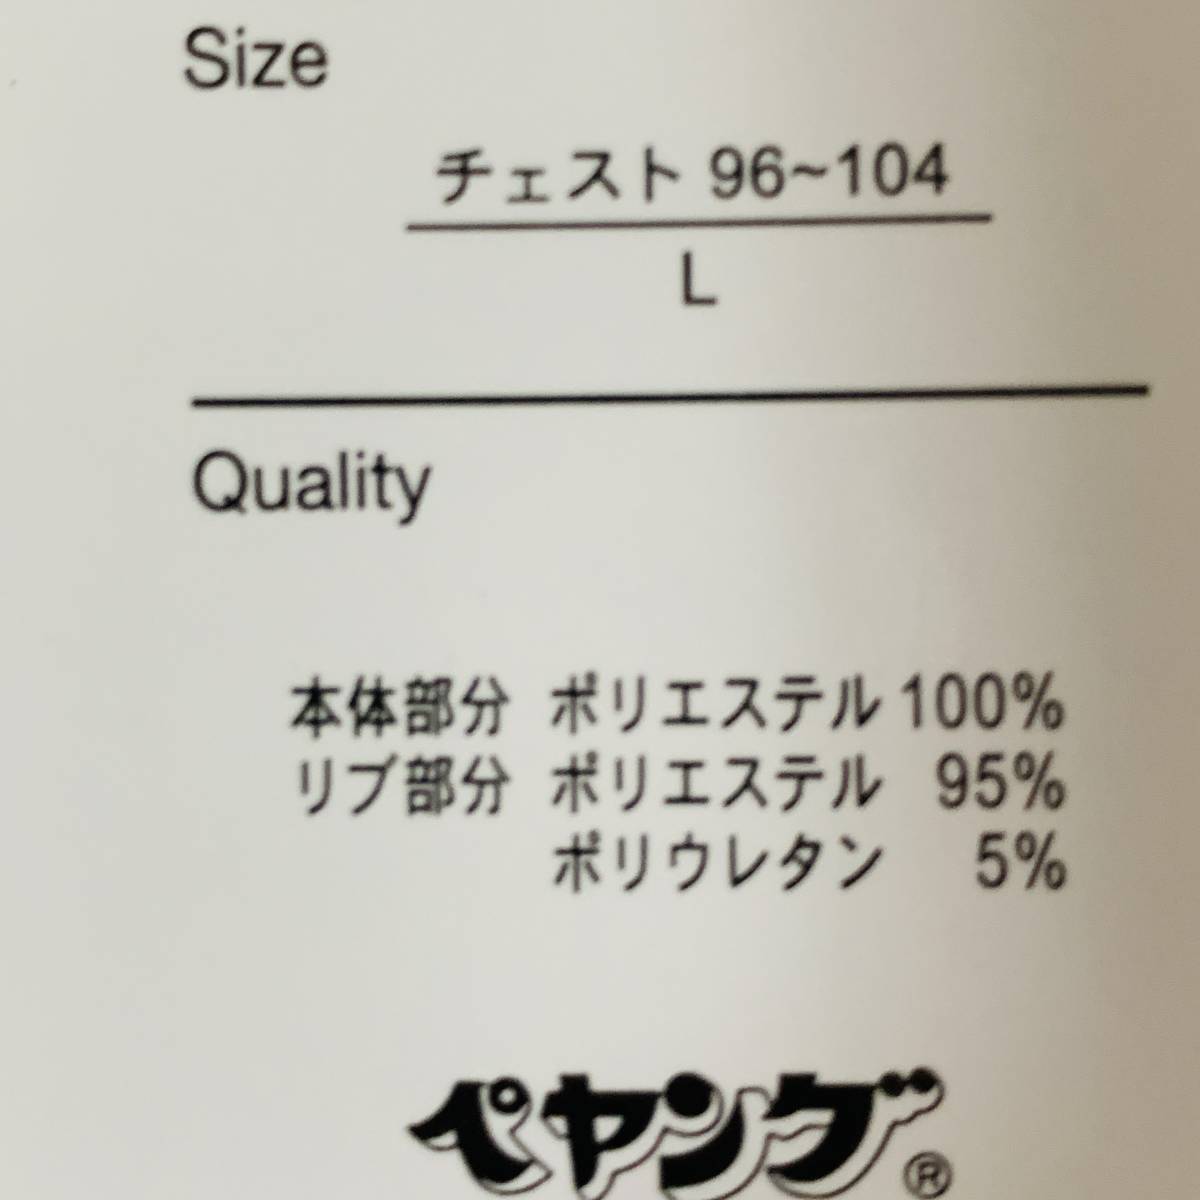 Size
チェスト 96~104
L
Quality
本体部分 ポリエステル 100%
リブ部分 ポリエステル 95%
ポリウレタン 5%
ペヤング®